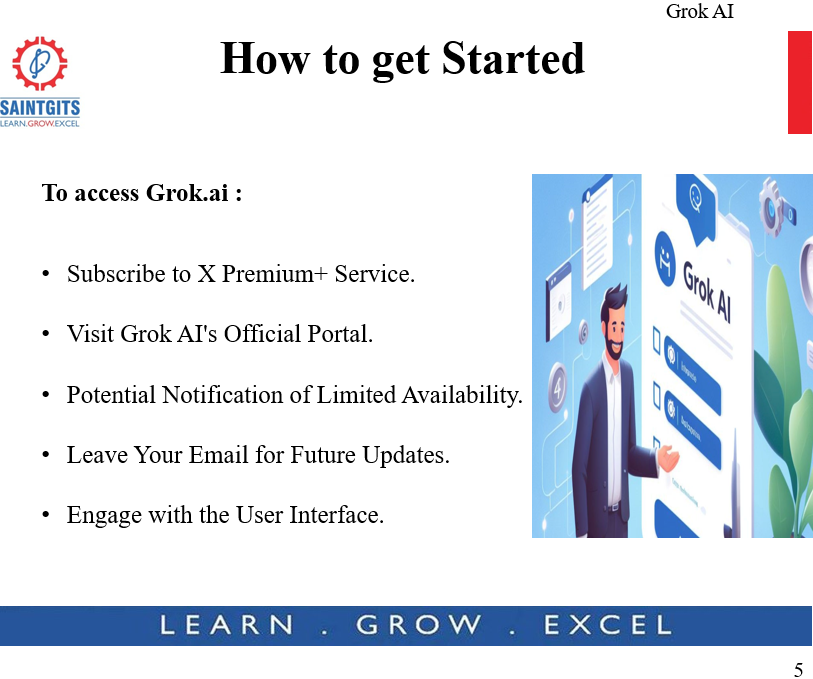 Grok AI
How to get Started
SAINTGITS
LEARN.GROW.EXCEL
To access Grok.ai :
• Subscribe to X Premium+ Service.
• Visit Grok AI's Official Portal.
• Potential Notification of Limited Availability.
• Leave Your Email for Future Updates.
• Engage with the User Interface.
Grok AI
4
LEARN . GROW . EXCEL
5